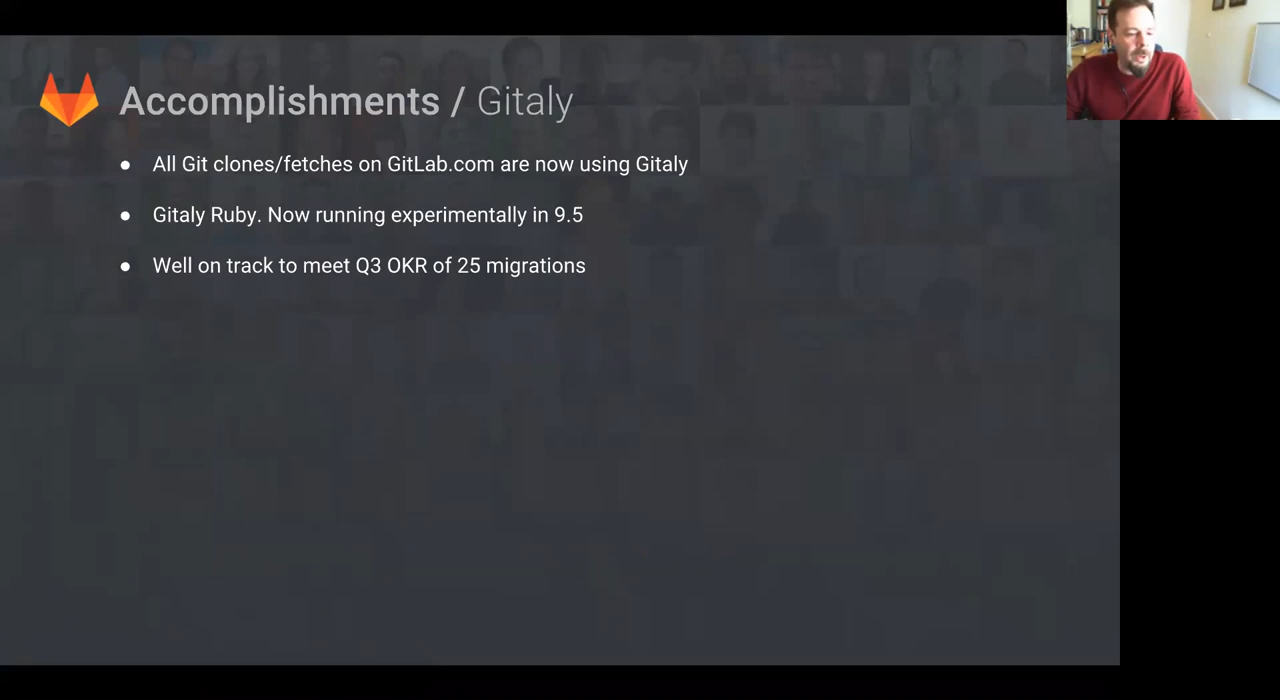 Accomplishments / Gitaly
● All Git clones/fetches on GitLab.com are now using Gitaly
● Gitaly Ruby. Now running experimentally in 9.5
● Well on track to meet Q3 OKR of 25 migrations